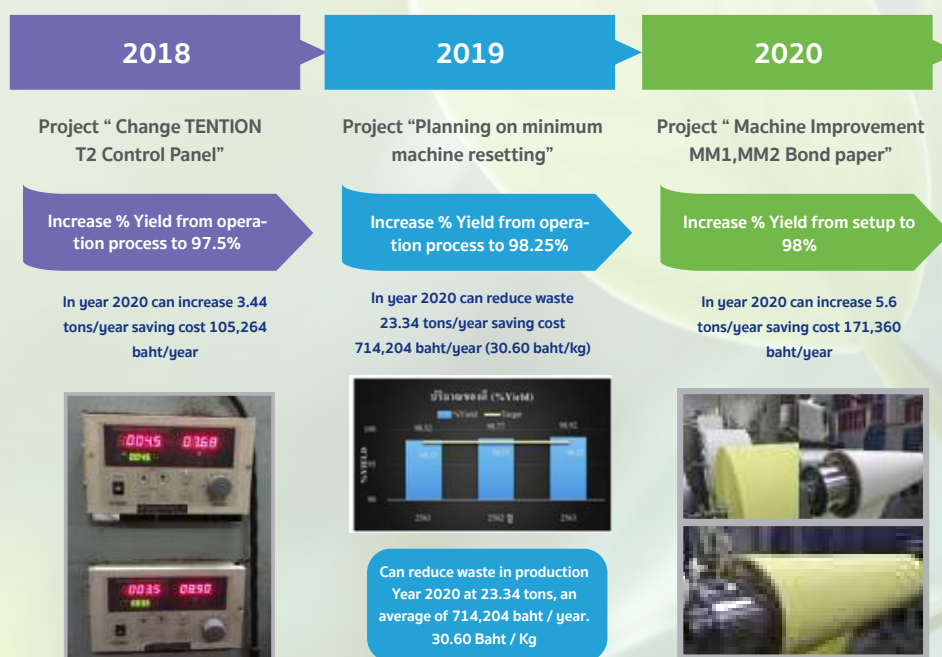 2018
2019
2020
Project “ Change TENTION
T2 Control Panel”
Project “Planning on minimum
machine resetting”
Project “ Machine Improvement
MM1,MM2 Bond paper”
Increase % Yield from opera-
tion process to 97.5%
Increase % Yield from opera-
tion process to 98.25%
Increase % Yield from setup to
98%
In year 2020 can increase 3.44
tons/year saving cost 105,264
baht/year
In year 2020 can reduce waste
23.34 tons/year saving cost
714,204 baht/year (30.60 baht/kg)
In year 2020 can increase 5.6
tons/year saving cost 171,360
baht/year
ปริมาณของดี (%Yield)
%Yield Target
100
98.52 98.77 98.92
%YIELD
95
90
2561 2562 ปี 2563
Can reduce waste in production
Year 2020 at 23.34 tons, an
average of 714,204 baht / year.
30.60 Baht / Kg